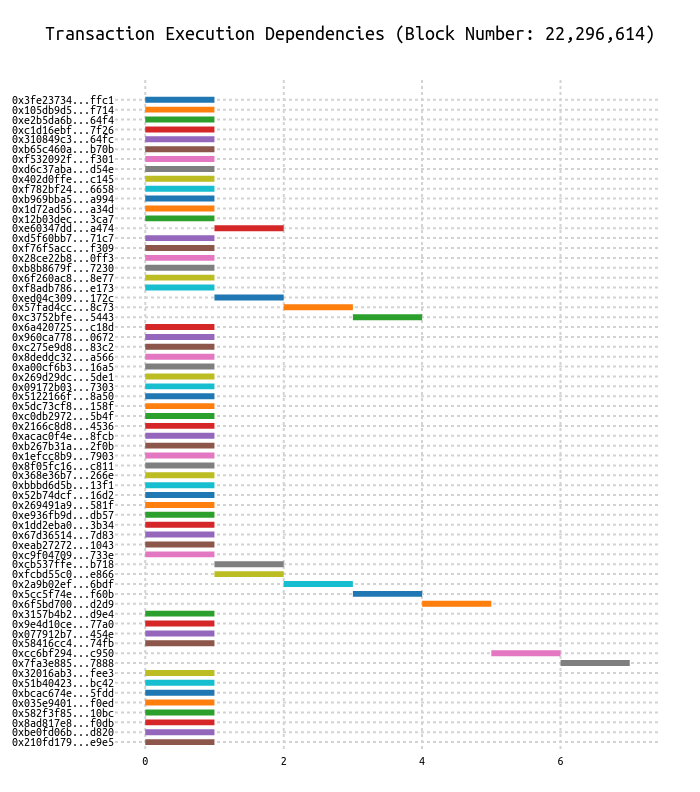 Transaction Execution Dependencies (Block Number: 22,296,614)
0x3fe23734...ffc1
0x105db9d5...f714
0xe2b5da6b...64f4
0xc1d16ebf...7f26
0x310849c3...64fc
0xb65c460a...b70b
0xf532092f...f301
0xd6c37aba...d54e
0x402d0ffe...c145
0xf782bf24...6658
0xb969bba5...a994
0x1d72ad56...a34d
0x12b03dec...3ca7
0xe60347dd...a474
0xd5f60bb7...71c7
0xf76f5acc...f309
0x28ce22b8...0ff3
0xb8b8679f...7230
0x6f260ac8...8e77
0xf8adb786...e173
0xed04c309...172c
0x57fad4cc...8c73
0xc3752bfe...5443
0x6a420725...c18d
0x960ca778...0672
0xc275e9d8...83c2
0x8deddc32...a566
0xa00cf6b3...16a5
0x269d29dc...5de1
0x09172b03...7303
0x5122166f...8a50
0x5dc73cf8...158f
0xc0db2972...5b4f
0x2166c8d8...4536
0xacac0f4e...8fcb
0xb267b31a...2f0b
0x1efcc8b9...7903
0x8f05fc16...c811
0x368e36b7...266e
0xbbbd6d5b...13f1
0x52b74dcf...16d2
0x269491a9...581f
0xe936fb9d...db57
0x1dd2eba0...3b34
0x67d36514...7d83
0xeab27272...1043
0xc9f04709...733e
0xcb537ffe...b718
0xfcbd55c0...e866
0x2a9b02ef...6bdf
0x5cc5f74e...f60b
0x6f5bd700...d2d9
0x3157b4b2...d9e4
0x9e4d10ce...77a0
0x077912b7...454e
0x58416cc4...74fb
0xcc6bf294...c950
0x7fa3e885...7888
0x32016ab3...fee3
0x51b40423...bc42
0xbcac674e...5fdd
0x035e9401...f0ed
0x582f3f85...10bc
0x8ad817e8...f0db
0xbe0fd06b...d820
0x210fd179...e9e5
0 2 4 6